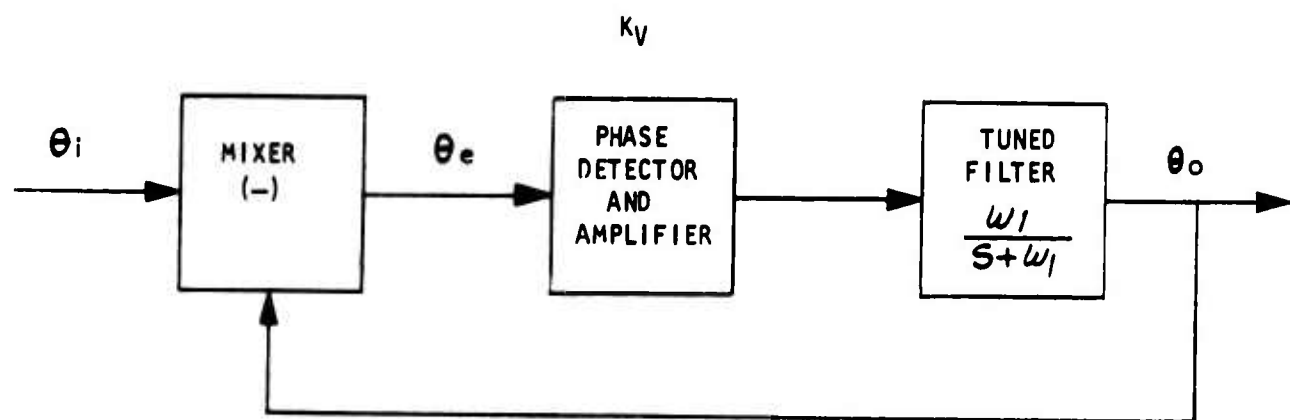 K_V
θi
MIXER
(−)
θe
PHASE
DETECTOR
AND
AMPLIFIER
TUNED
FILTER
ω1
S+ω1
θo